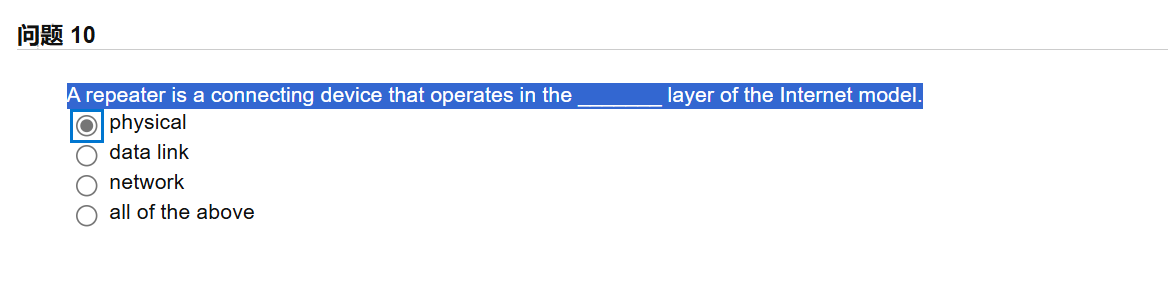 问题 10
A repeater is a connecting device that operates in the _______ layer of the Internet model.
physical
data link
network
all of the above